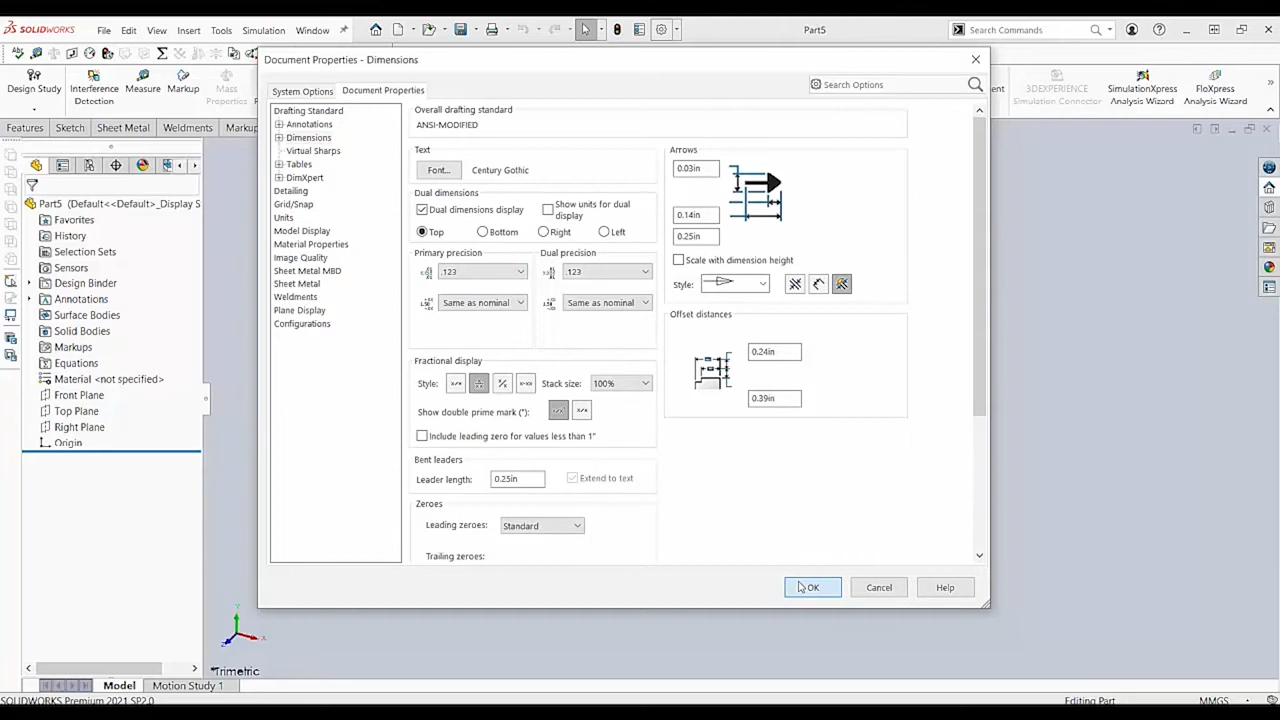 SOLIDWORKS File Edit View Insert Tools Simulation Window Part5 Search Commands
Design Study Interference Detection Measure Markup Mass Properties 3DEXPERIENCE Simulation Connector SimulationXpress Analysis Wizard FloXpress Analysis Wizard
Features Sketch Sheet Metal Weldments Markup
Document Properties - Dimensions
System Options Document Properties Search Options
Drafting Standard
Annotations
Dimensions
Virtual Sharps
Tables
DimXpert
Detailing
Grid/Snap
Units
Model Display
Material Properties
Image Quality
Sheet Metal MBD
Sheet Metal
Weldments
Plane Display
Configurations
Overall drafting standard
ANSI-MODIFIED
Text
Font... Century Gothic
Dual dimensions
Dual dimensions display Show units for dual display
Top Bottom Right Left
Primary precision Dual precision
.123 .123
Same as nominal Same as nominal
Fractional display
Style: Stack size: 100%
Show double prime mark ("):
Include leading zero for values less than 1"
Bent leaders
Leader length: 0.25in Extend to text
Zeroes
Leading zeroes: Standard
Trailing zeroes:
Arrows
0.03in
0.14in
0.25in
Scale with dimension height
Style:
Offset distances
0.24in
0.39in
OK Cancel Help
Part5 (Default<<Default>_Display S
Favorites
History
Selection Sets
Sensors
Design Binder
Annotations
Surface Bodies
Solid Bodies
Markups
Equations
Material <not specified>
Front Plane
Top Plane
Right Plane
Origin
*Trimetric
Model Motion Study 1
SOLIDWORKS Premium 2021 SP2.0 Editing Part MMGS